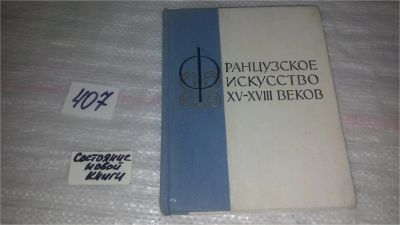 407
Состояние
новой
книги
ФРАНЦУЗСКОЕ
ИСКУССТВО
XV-XVIII ВЕКОВ